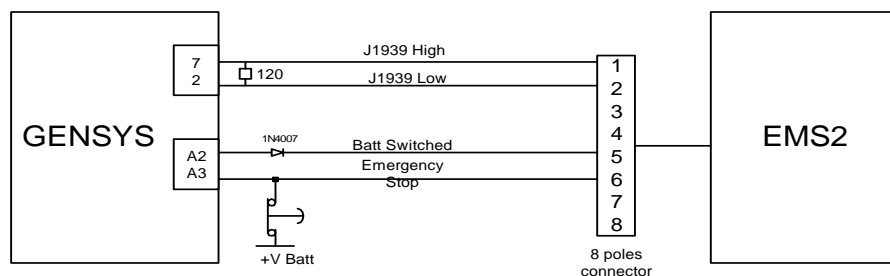 J1939 High
7
2
120
J1939 Low
GENSYS
1N4007
Batt Switched
A2
A3
Emergency
Stop
+V Batt
1
2
3
4
5
6
7
8
8 poles
connector
EMS2